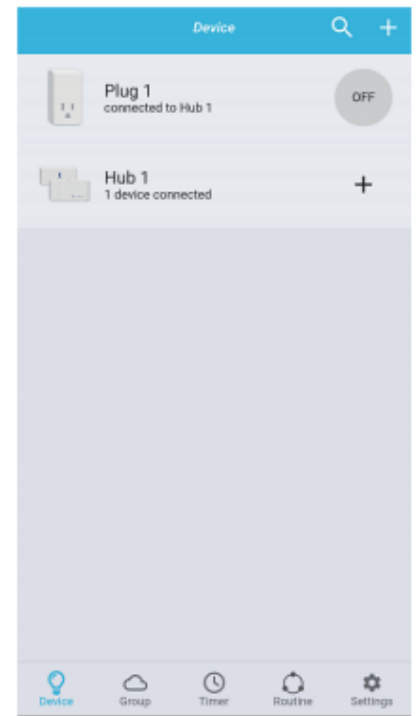 Device
Plug 1
connected to Hub 1
OFF
Hub 1
1 device connected
Device
Group
Timer
Routine
Settings